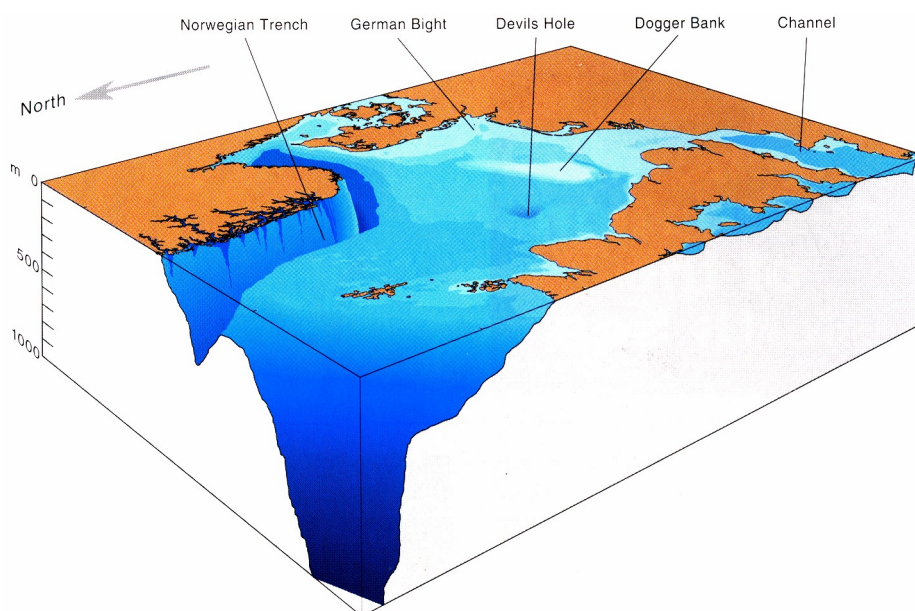 Norwegian Trench
German Bight
Devils Hole
Dogger Bank
Channel
North
m 0
500
1000